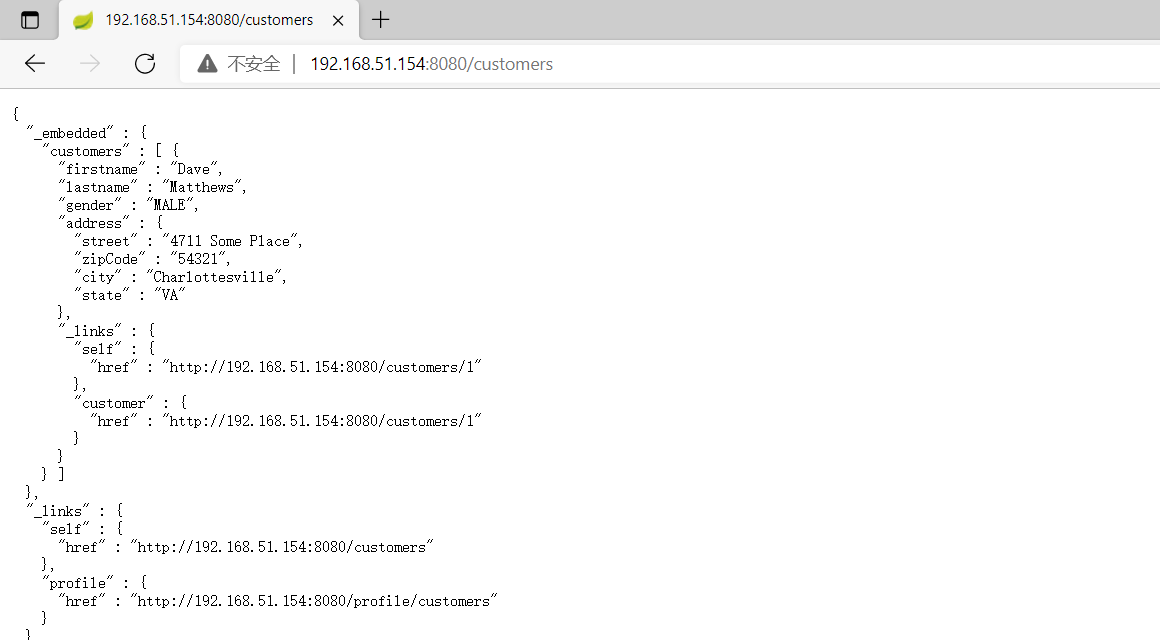 192.168.51.154:8080/customers
不安全 | 192.168.51.154:8080/customers
{
  "_embedded" : {
    "customers" : [ {
      "firstname" : "Dave",
      "lastname" : "Matthews",
      "gender" : "MALE",
      "address" : {
        "street" : "4711 Some Place",
        "zipCode" : "54321",
        "city" : "Charlottesville",
        "state" : "VA"
      },
      "_links" : {
        "self" : {
          "href" : "http://192.168.51.154:8080/customers/1"
        },
        "customer" : {
          "href" : "http://192.168.51.154:8080/customers/1"
        }
      }
    } ]
  },
  "_links" : {
    "self" : {
      "href" : "http://192.168.51.154:8080/customers"
    },
    "profile" : {
      "href" : "http://192.168.51.154:8080/profile/customers"
    }
  }